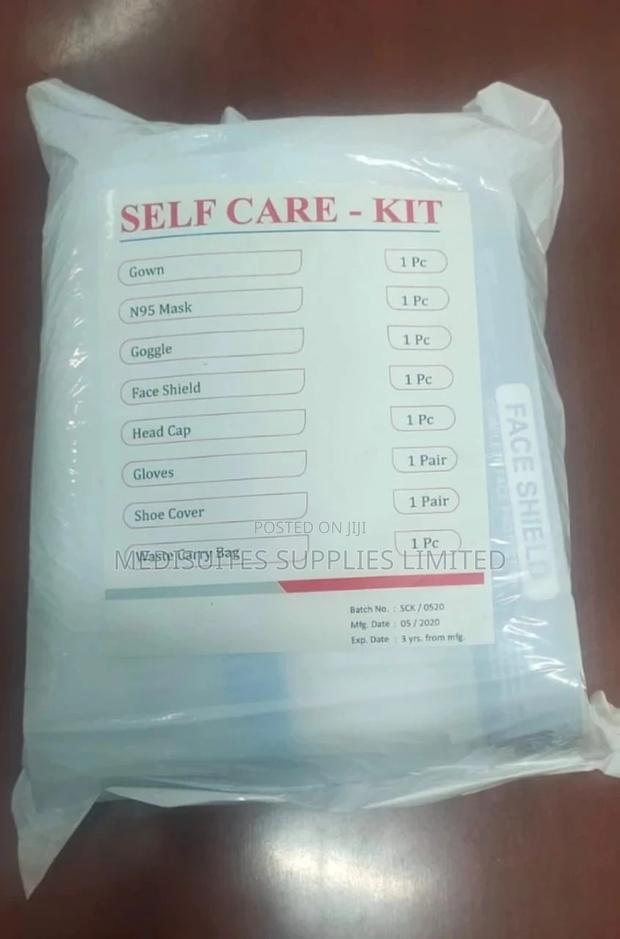 SELF CARE - KIT
Gown 1 Pc
N95 Mask 1 Pc
Goggle 1 Pc
Face Shield 1 Pc
Head Cap 1 Pc
Gloves 1 Pair
Shoe Cover 1 Pair
Waste Carry Bag 1 Pc
POSTED ON JIJI
MEDISUITES SUPPLIES LIMITED
Batch No. : SCK / 0520
Mfg. Date : 05 / 2020
Exp. Date : 3 yrs. from mfg.
FACE SHIELD